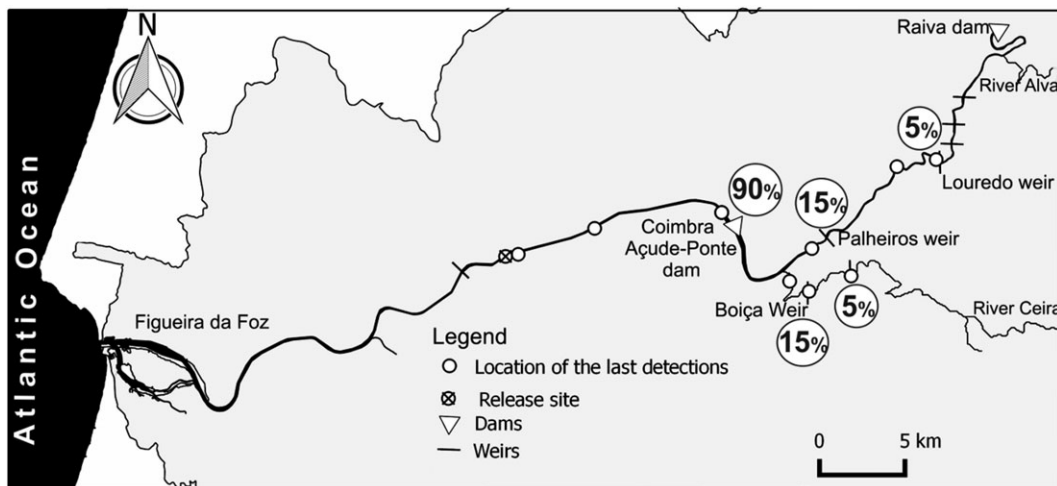 N
Raiva dam
River Alva
5%
Louredo weir
90%
15%
Coimbra
Açude-Ponte
dam
Palheiros weir
Boiça Weir
5%
River Ceira
15%
Atlantic Ocean
Figueira da Foz
Legend
Location of the last detections
Release site
Dams
Weirs
0 5 km